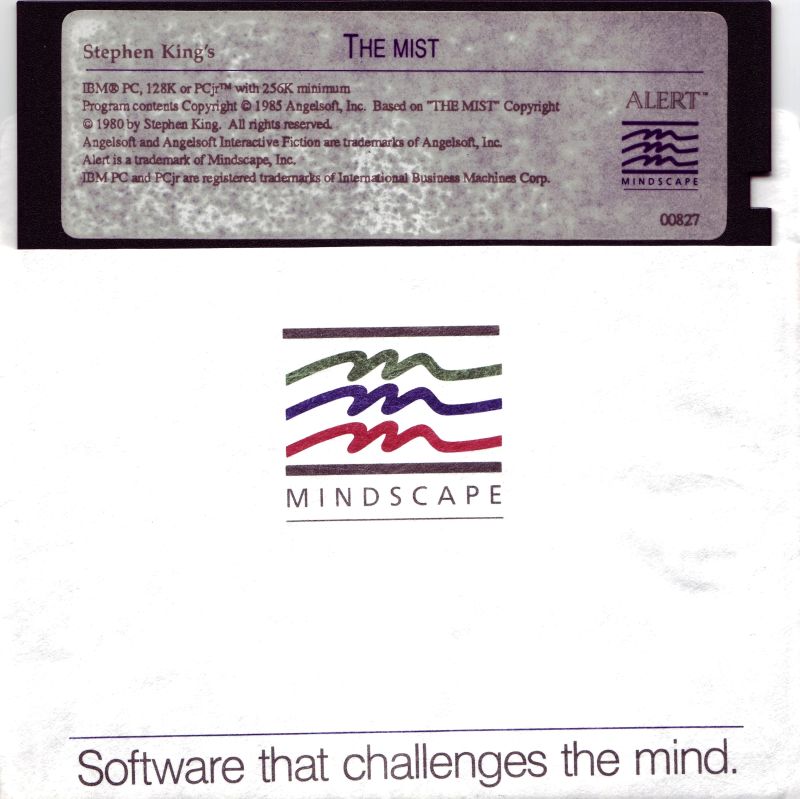 Stephen King's THE MIST
IBM® PC, 128K or PCjr™ with 256K minimum
Program contents Copyright © 1985 Angelsoft, Inc. Based on "THE MIST" Copyright
© 1980 by Stephen King. All rights reserved.
Angelsoft and Angelsoft Interactive Fiction are trademarks of Angelsoft, Inc.
Alert is a trademark of Mindscape, Inc.
IBM PC and PCjr are registered trademarks of International Business Machines Corp.
ALERT™
MINDSCAPE
00827
MINDSCAPE
Software that challenges the mind.